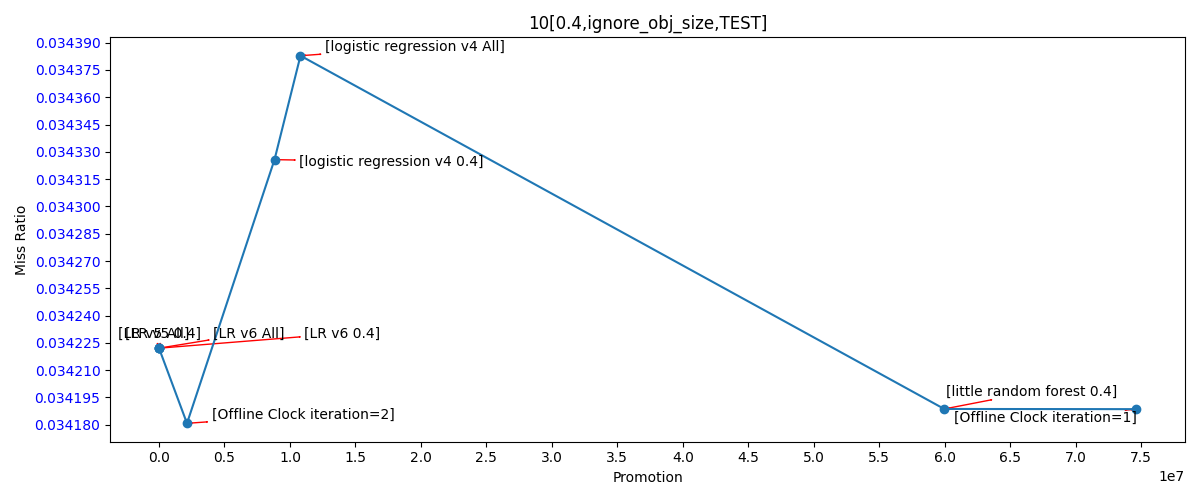 10[0.4,ignore_obj_size,TEST]
0.034390
0.034375
0.034360
0.034345
0.034330
0.034315
0.034300
0.034285
0.034270
0.034255
0.034240
0.034225
0.034210
0.034195
0.034180
Miss Ratio
[logistic regression v4 All]
[logistic regression v4 0.4]
[LR v6 All]
[LR v6 0.4]
[Offline Clock iteration=2]
[little random forest 0.4]
[Offline Clock iteration=1]
0.0 0.5 1.0 1.5 2.0 2.5 3.0 3.5 4.0 4.5 5.0 5.5 6.0 6.5 7.0 7.5
1e7
Promotion